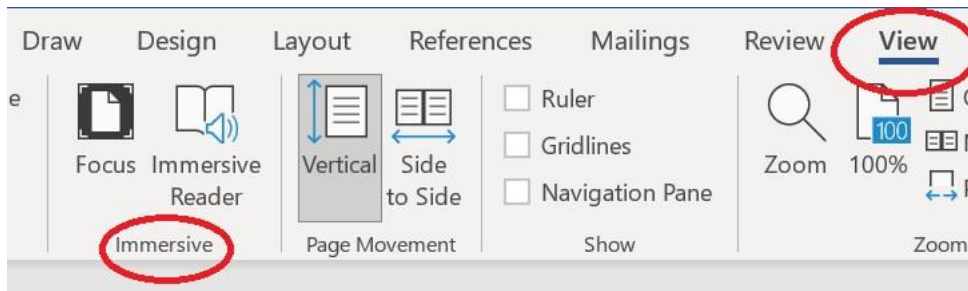 Draw Design Layout References Mailings Review View
Ruler
Gridlines
Navigation Pane
100
Focus Immersive Reader
Vertical Side to Side
Zoom 100%
Immersive Page Movement Show Zoom